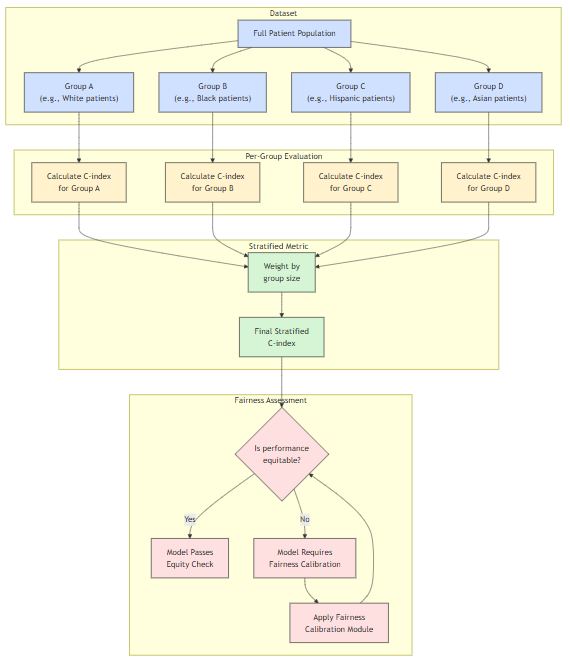 Dataset
Full Patient Population
Group A
(e.g., White patients)
Group B
(e.g., Black patients)
Group C
(e.g., Hispanic patients)
Group D
(e.g., Asian patients)
Per-Group Evaluation
Calculate C-index
for Group A
Calculate C-index
for Group B
Calculate C-index
for Group C
Calculate C-index
for Group D
Stratified Metric
Weight by
group size
Final Stratified
C-index
Fairness Assessment
Is performance
equitable?
Yes
No
Model Passes
Equity Check
Model Requires
Fairness Calibration
Apply Fairness
Calibration Module